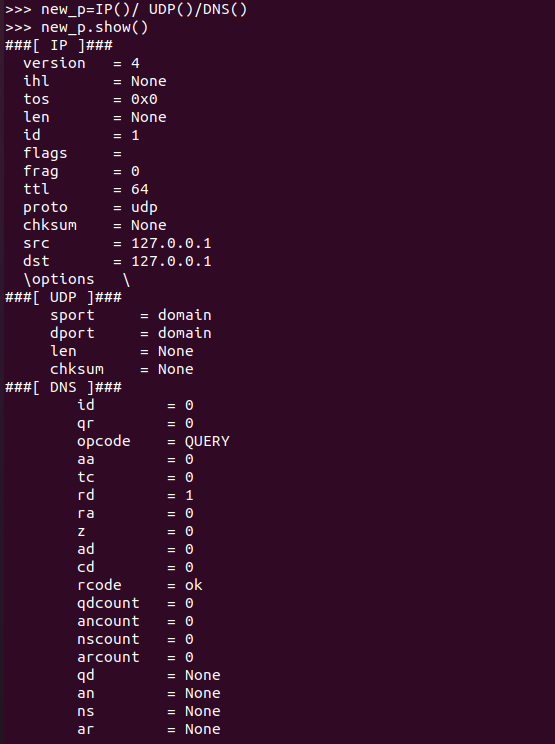 >>> new_p=IP()/ UDP()/DNS()
>>> new_p.show()
###[ IP ]###
  version   = 4
  ihl       = None
  tos       = 0x0
  len       = None
  id        = 1
  flags     =
  frag      = 0
  ttl       = 64
  proto     = udp
  chksum    = None
  src       = 127.0.0.1
  dst       = 127.0.0.1
  \options   \
###[ UDP ]###
     sport     = domain
     dport     = domain
     len       = None
     chksum    = None
###[ DNS ]###
        id        = 0
        qr        = 0
        opcode    = QUERY
        aa        = 0
        tc        = 0
        rd        = 1
        ra        = 0
        z         = 0
        ad        = 0
        cd        = 0
        rcode     = ok
        qdcount   = 0
        ancount   = 0
        nscount   = 0
        arcount   = 0
        qd        = None
        an        = None
        ns        = None
        ar        = None